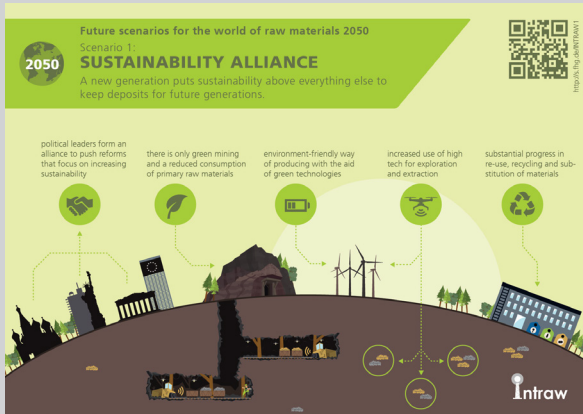 Future scenarios for the world of raw materials 2050
Scenario 1:
2050
SUSTAINABILITY ALLIANCE
A new generation puts sustainability above everything else to
keep deposits for future generations.
http://s.fhg.de/INTRAW1
political leaders form an
alliance to push reforms
that focus on increasing
sustainability
there is only green mining
and a reduced consumption
of primary raw materials
environment-friendly way
of producing with the aid
of green technologies
increased use of high
tech for exploration
and extraction
substantial progress in
re-use, recycling and sub-
stitution of materials
intraw